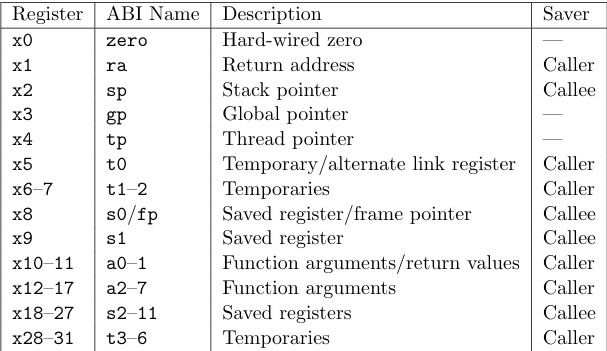 Register ABI Name Description Saver
x0 zero Hard-wired zero —
x1 ra Return address Caller
x2 sp Stack pointer Callee
x3 gp Global pointer —
x4 tp Thread pointer —
x5 t0 Temporary/alternate link register Caller
x6–7 t1–2 Temporaries Caller
x8 s0/fp Saved register/frame pointer Callee
x9 s1 Saved register Callee
x10–11 a0–1 Function arguments/return values Caller
x12–17 a2–7 Function arguments Caller
x18–27 s2–11 Saved registers Callee
x28–31 t3–6 Temporaries Caller